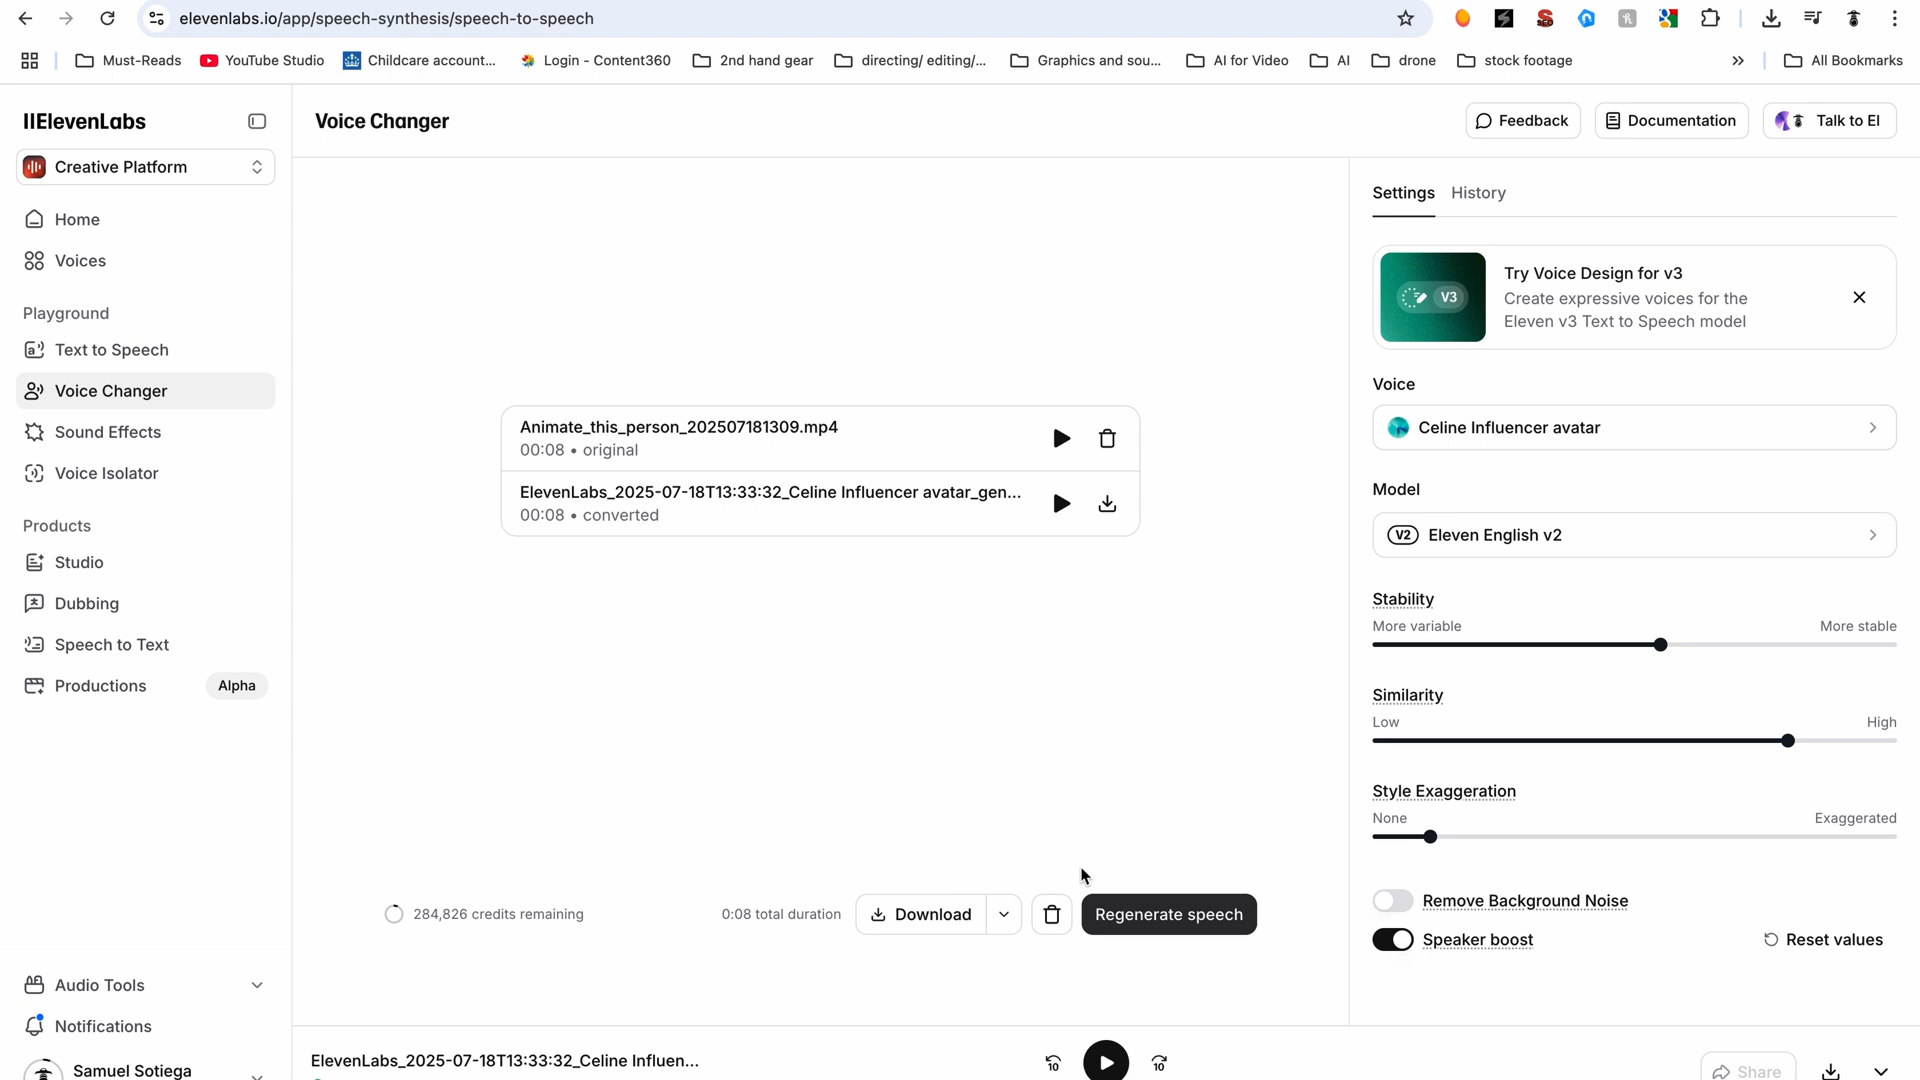 elevenlabs.io/app/speech-synthesis/speech-to-speech
Must-Reads
YouTube Studio
Childcare account...
Login - Content360
2nd hand gear
directing/ editing/...
Graphics and sou...
AI for Video
AI
drone
stock footage
All Bookmarks
IIElevenLabs
Creative Platform
Home
Voices
Playground
Text to Speech
Voice Changer
Sound Effects
Voice Isolator
Products
Studio
Dubbing
Speech to Text
Productions
Alpha
Audio Tools
Notifications
Samuel Sotiega
Voice Changer
Feedback
Documentation
Talk to El
Animate_this_person_202507181309.mp4
00:08 • original
ElevenLabs_2025-07-18T13:33:32_Celine Influencer avatar_gen...
00:08 • converted
284,826 credits remaining
0:08 total duration
Download
Regenerate speech
Settings
History
V3
Try Voice Design for v3
Create expressive voices for the
Eleven v3 Text to Speech model
Voice
Celine Influencer avatar
Model
V2 Eleven English v2
Stability
More variable
More stable
Similarity
Low
High
Style Exaggeration
None
Exaggerated
Remove Background Noise
Speaker boost
Reset values
ElevenLabs_2025-07-18T13:33:32_Celine Influen...
10
10
Share